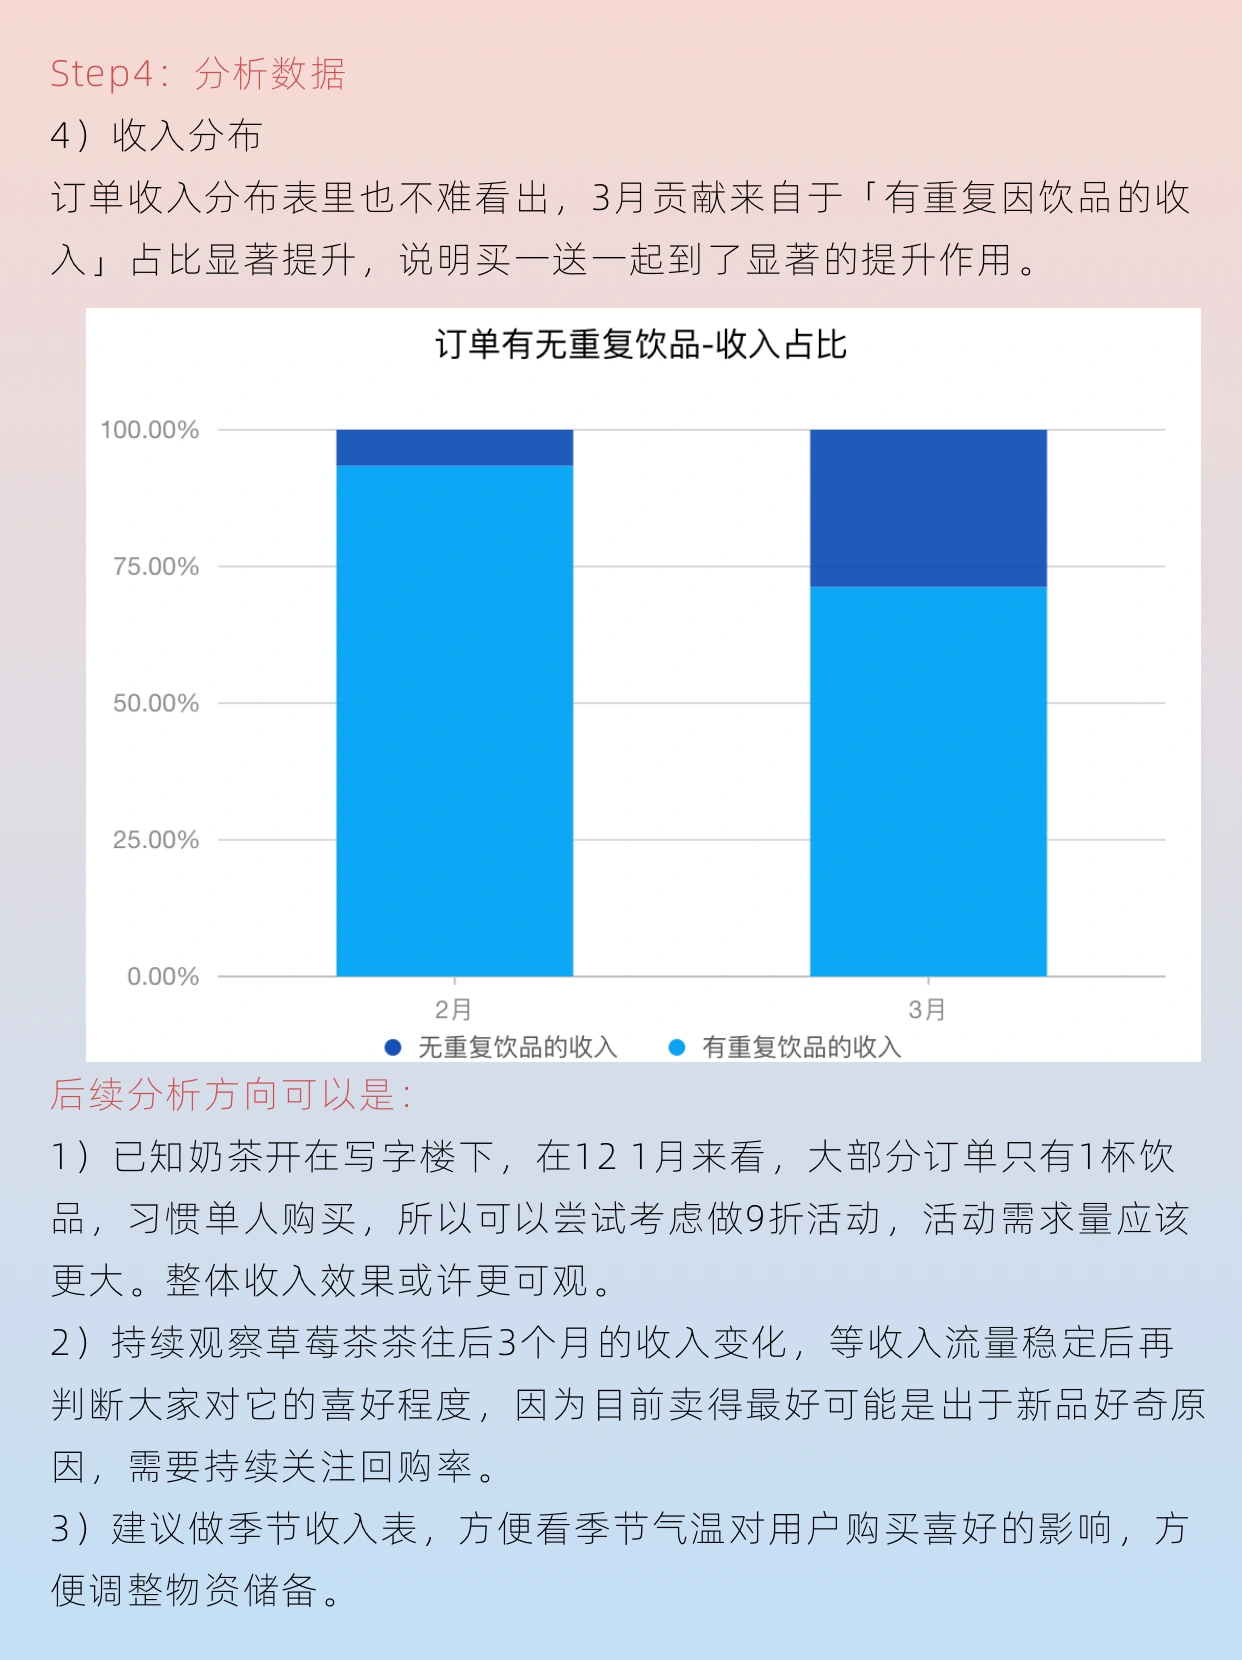 Step4：分析数据
4）收入分布
订单收入分布表里也不难看出，3月贡献来自于「有重复因饮品的收
入」占比显著提升，说明买一送一起到了显著的提升作用。
订单有无重复饮品-收入占比
100.00%
75.00%
50.00%
25.00%
0.00%
2月
3月
无重复饮品的收入
有重复饮品的收入
后续分析方向可以是：
1）已知奶茶开在写字楼下，在12 1月来看，大部分订单只有1杯饮
品，习惯单人购买，所以可以尝试考虑做9折活动，活动需求量应该
更大。整体收入效果或许更可观。
2）持续观察草莓茶茶往后3个月的收入变化，等收入流量稳定后再
判断大家对它的喜好程度，因为目前卖得最好可能是出于新品好奇原
因，需要持续关注回购率。
3）建议做季节收入表，方便看季节气温对用户购买喜好的影响，方
便调整物资储备。